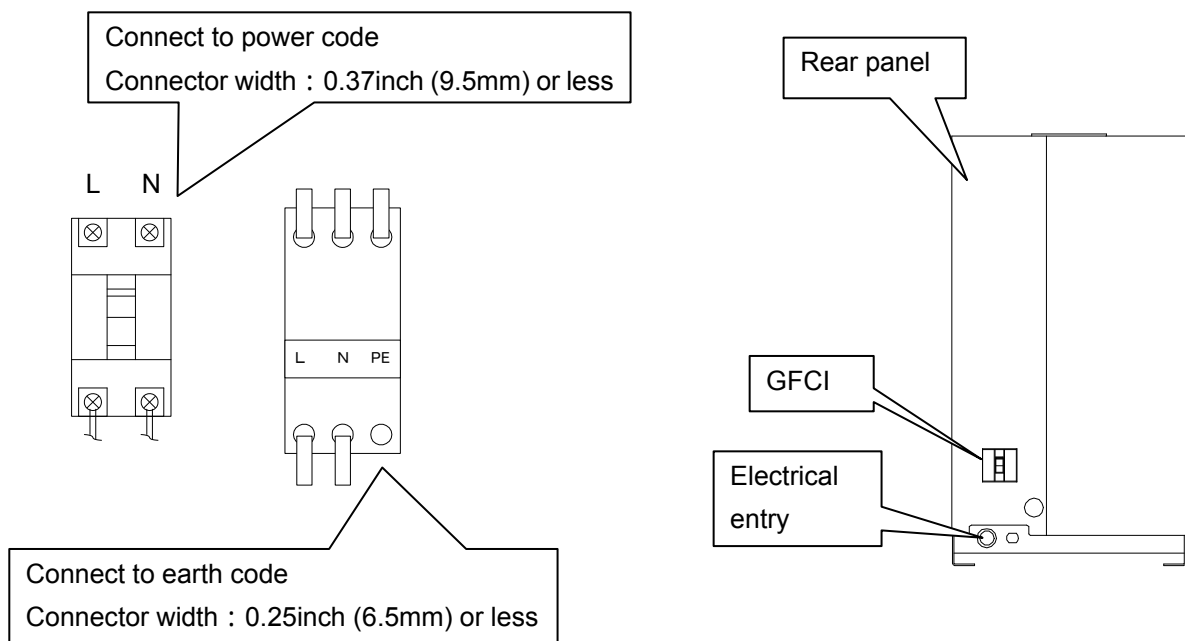 Connect to power code
Connector width：0.37inch (9.5mm) or less
Rear panel
L N
L N PE
GFCI
Electrical
entry
Connect to earth code
Connector width：0.25inch (6.5mm) or less